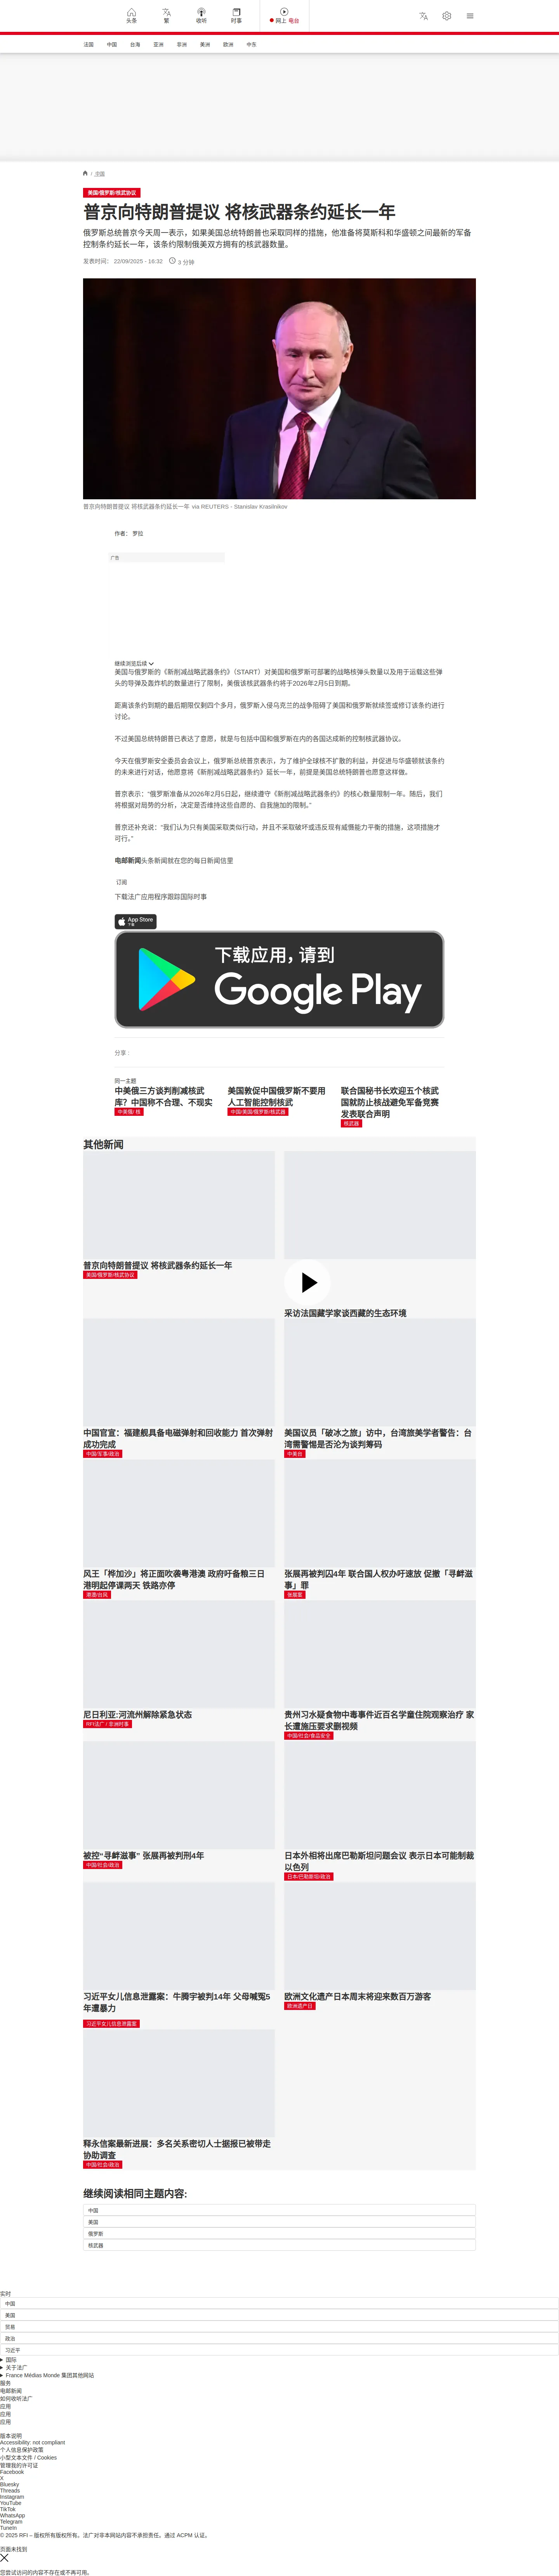 头条
繁
收听
时事
网上 电台
法国
中国
台海
亚洲
非洲
美洲
欧洲
中东
/ 中国
美国/俄罗斯/核武协议
普京向特朗普提议 将核武器条约延长一年
俄罗斯总统普京今天周一表示，如果美国总统特朗普也采取同样的措施，他准备将莫斯科和华盛顿之间最新的军备
控制条约延长一年，该条约限制俄美双方拥有的核武器数量。
发表时间： 22/09/2025 - 16:32
3 分钟
普京向特朗普提议 将核武器条约延长一年 via REUTERS - Stanislav Krasilnikov
作者： 罗拉
广告
继续浏览后续
美国与俄罗斯的《新削减战略武器条约》（START）对美国和俄罗斯可部署的战略核弹头数量以及用于运载这些弹
头的导弹及轰炸机的数量进行了限制，美俄该核武器条约将于2026年2月5日到期。
距离该条约到期的最后期限仅剩四个多月，俄罗斯入侵乌克兰的战争阻碍了美国和俄罗斯就续签或修订该条约进行
讨论。
不过美国总统特朗普已表达了意愿，就是与包括中国和俄罗斯在内的各国达成新的控制核武器协议。
今天在俄罗斯安全委员会会议上，俄罗斯总统普京表示，为了维护全球核不扩散的利益，并促进与华盛顿就该条约
的未来进行对话，他愿意将《新削减战略武器条约》延长一年，前提是美国总统特朗普也愿意这样做。
普京表示：“俄罗斯准备从2026年2月5日起，继续遵守《新削减战略武器条约》的核心数量限制一年。随后，我们
将根据对局势的分析，决定是否维持这些自愿的、自我施加的限制。”
普京还补充说：“我们认为只有美国采取类似行动，并且不采取破坏或违反现有威慑能力平衡的措施，这项措施才
可行。”
电邮新闻头条新闻就在您的每日新闻信里
订阅
下载法广应用程序跟踪国际时事
App Store
下载
下载应用，请到
Google Play
分享 :
同一主题
中美俄三方谈判削减核武
库？中国称不合理、不现实
中美俄/ 核
美国敦促中国俄罗斯不要用
人工智能控制核武
中国/美国/俄罗斯/核武器
联合国秘书长欢迎五个核武
国就防止核战避免军备竞赛
发表联合声明
核武器
其他新闻
普京向特朗普提议 将核武器条约延长一年
美国/俄罗斯/核武协议
采访法国藏学家谈西藏的生态环境
中国官宣：福建舰具备电磁弹射和回收能力 首次弹射
成功完成
中国/军事/政治
美国议员「破冰之旅」访中，台湾旅美学者警告：台
湾需警惕是否沦为谈判筹码
中美台
风王「桦加沙」将正面吹袭粤港澳 政府吁备粮三日
港明起停课两天 铁路亦停
港澳/台风
张展再被判囚4年 联合国人权办吁速放 促撤「寻衅滋
事」罪
张展案
尼日利亚:河流州解除紧急状态
RFI法广 / 非洲时事
贵州习水疑食物中毒事件近百名学童住院观察治疗 家
长遭施压要求删视频
中国/社会/食品安全
被控“寻衅滋事” 张展再被判刑4年
中国/社会/政治
日本外相将出席巴勒斯坦问题会议 表示日本可能制裁
以色列
日本/巴勒斯坦/政治
习近平女儿信息泄露案：牛腾宇被判14年 父母喊冤5
年遭暴力
习近平女儿信息泄露案
欧洲文化遗产日本周末将迎来数百万游客
欧洲遗产日
释永信案最新进展：多名关系密切人士据报已被带走
协助调查
中国/社会/政治
继续阅读相同主题内容:
中国
美国
俄罗斯
核武器
实时
中国
美国
贸易
政治
习近平
国际
关于法广
France Médias Monde 集团其他网站
服务
电邮新闻
如何收听法广
应用
应用
应用
版本说明
Accessibility: not compliant
个人信息保护政策
小型文本文件 / Cookies
管理我的许可证
Facebook
X
Bluesky
Threads
Instagram
YouTube
TikTok
WhatsApp
Telegram
TuneIn
© 2025 RFI – 版权所有版权所有。法广对非本网站内容不承担责任。通过 ACPM 认证。
页面未找到
您尝试访问的内容不存在或不再可用。